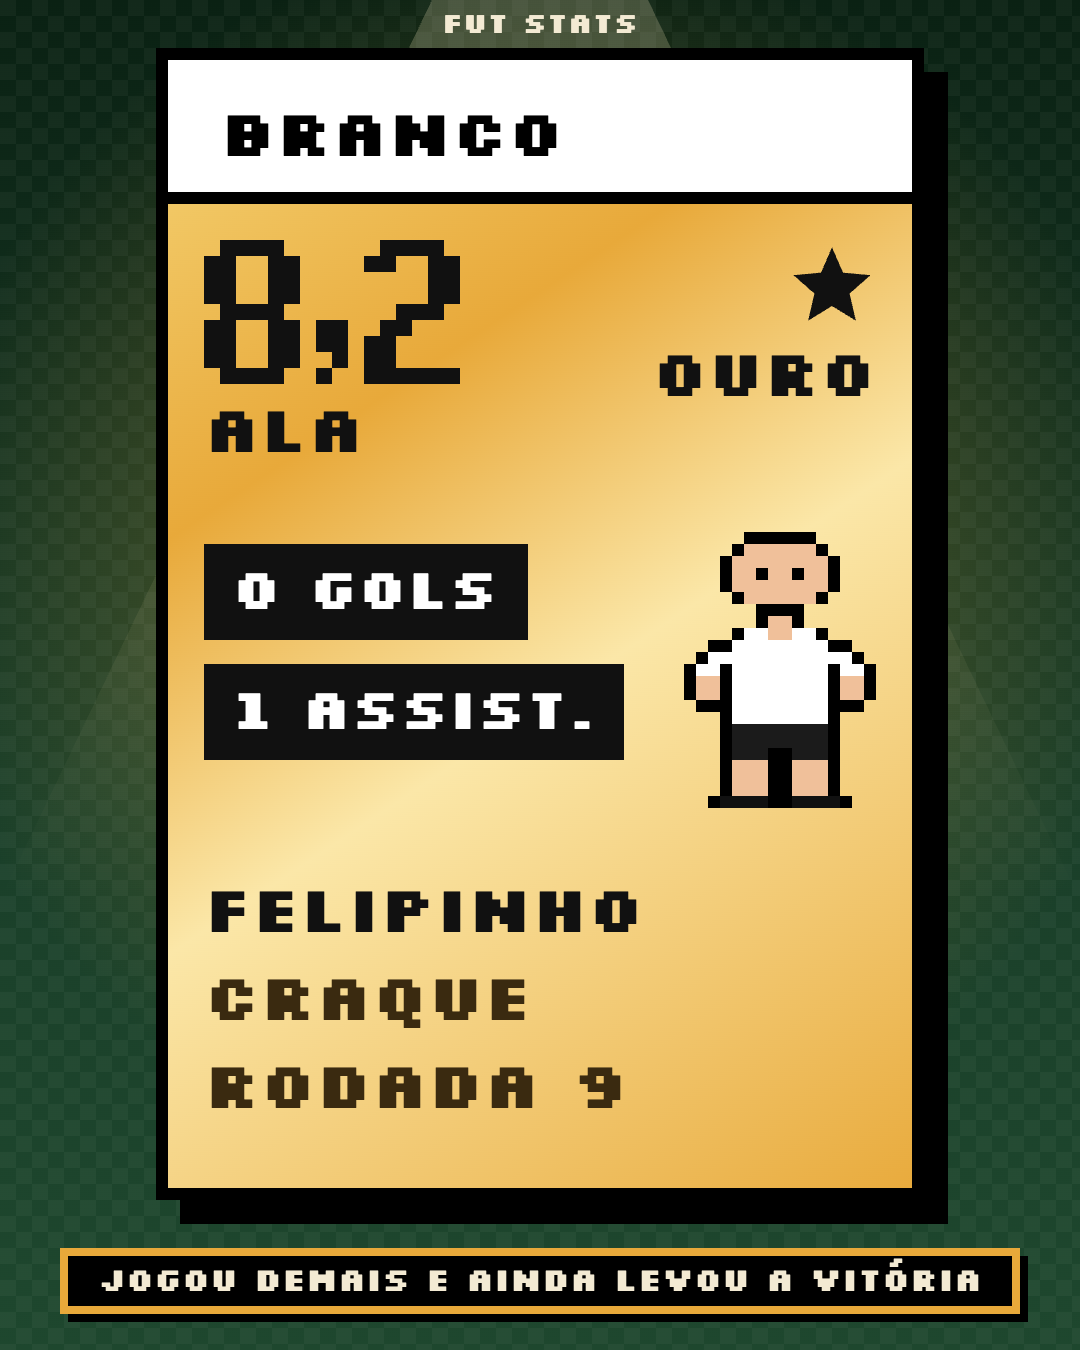 FUT STATS
BRANCO
8,2
OURO
ALA
0 GOLS
1 ASSIST.
FELIPINHO
CRAQUE
RODADA 9
JOGOU DEMAIS E AINDA LEVOU A VITÓRIA